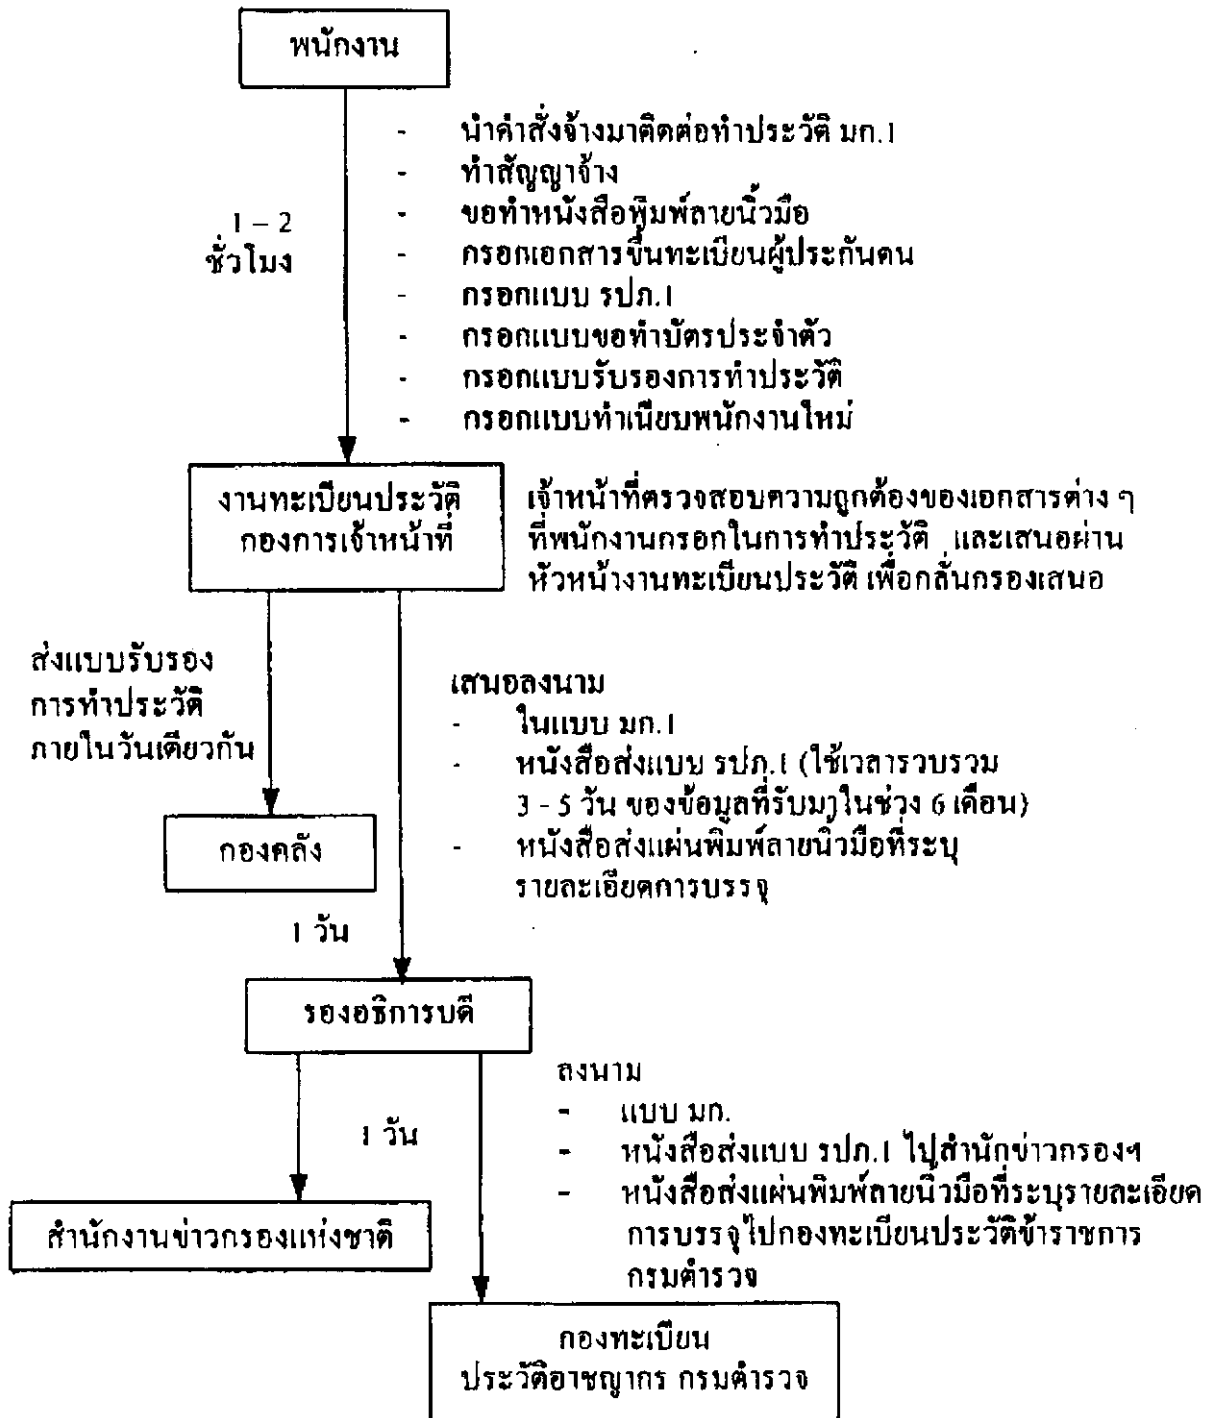 พนักงาน
- นำคำสั่งจ้างมาติดต่อทำประวัติ มก.1
- ทำสัญญาจ้าง
- ขอทำหนังสือพิมพ์ลายนิ้วมือ
- กรอกเอกสารขึ้นทะเบียนผู้ประกันตน
- กรอกแบบ รปภ.1
- กรอกแบบขอทำบัตรประจำตัว
- กรอกแบบรับรองการทำประวัติ
- กรอกแบบทำเนียบพนักงานใหม่
1 – 2
ชั่วโมง
งานทะเบียนประวัติ
กองการเจ้าหน้าที่
เจ้าหน้าที่ตรวจสอบความถูกต้องของเอกสารต่าง ๆ
ที่พนักงานกรอกในการทำประวัติ และเสนอผ่าน
หัวหน้างานทะเบียนประวัติ เพื่อกลั่นกรองเสนอ
ส่งแบบรับรอง
การทำประวัติ
ภายในวันเดียวกัน
เสนอลงนาม
- ในแบบ มก.1
- หนังสือส่งแบบ รปภ.1 (ใช้เวลารวบรวม
3 - 5 วัน ของข้อมูลที่รับมาในช่วง 6 เดือน)
- หนังสือส่งแผ่นพิมพ์ลายนิ้วมือที่ระบุ
รายละเอียดการบรรจุ
กองคลัง
1 วัน
รองอธิการบดี
ลงนาม
- แบบ มก.
- หนังสือส่งแบบ รปภ.1 ไปสำนักข่าวกรองฯ
- หนังสือส่งแผ่นพิมพ์ลายนิ้วมือที่ระบุรายละเอียด
การบรรจุไปกองทะเบียนประวัติข้าราชการ
กรมตำรวจ
1 วัน
สำนักงานข่าวกรองแห่งชาติ
กองทะเบียน
ประวัติอาชญากร กรมตำรวจ